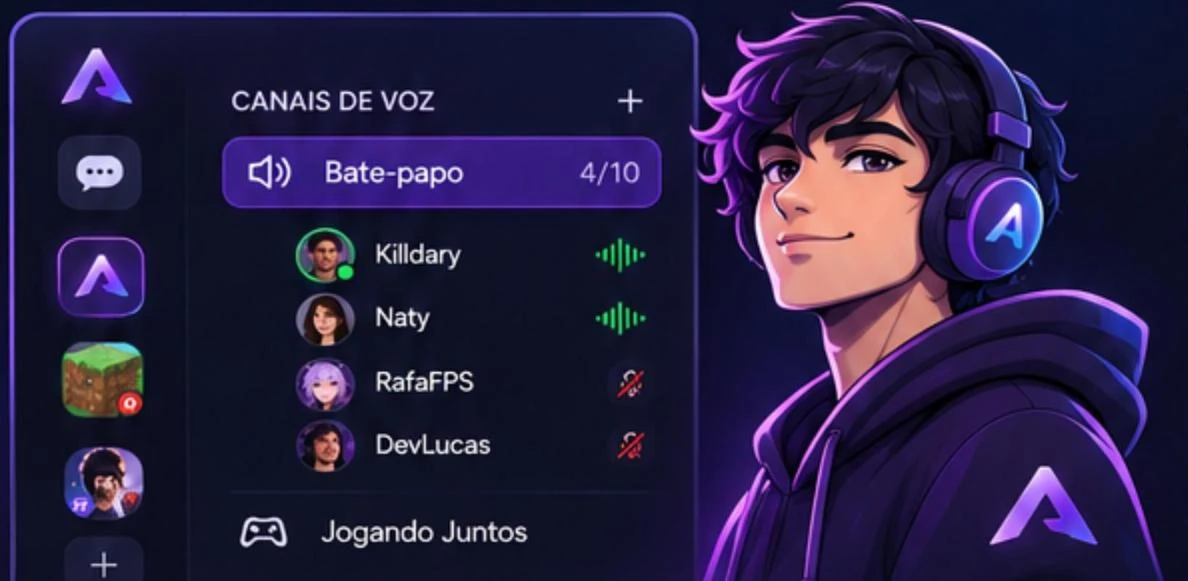 CANAIS DE VOZ
Bate-papo 4/10
Killdary
Naty
RafaFPS
DevLucas
Jogando Juntos